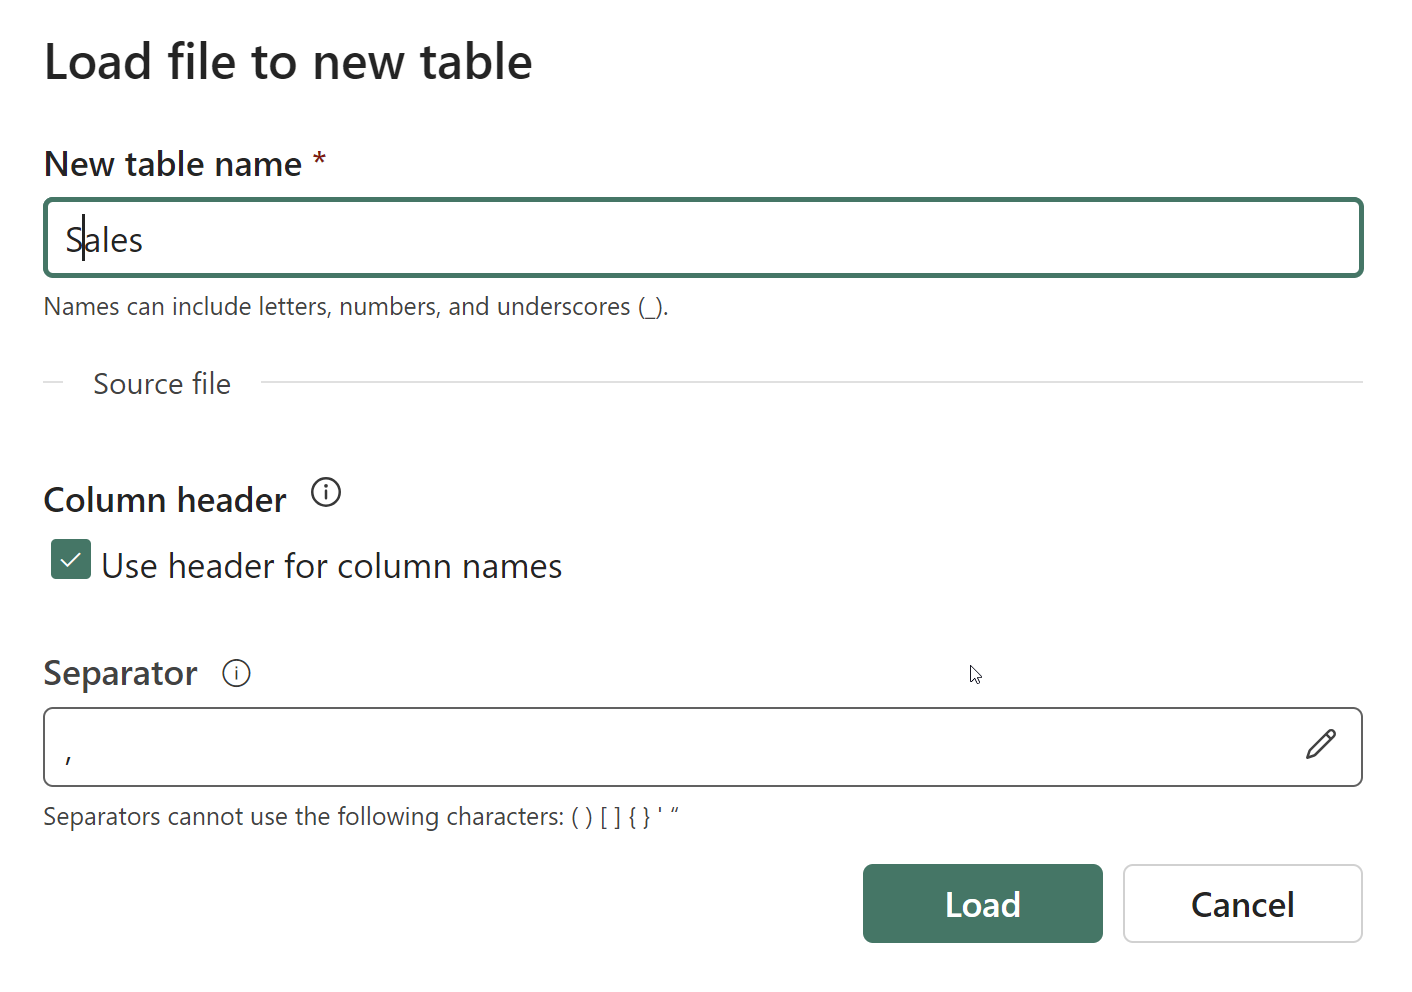 Load file to new table
New table name *
Sales
Names can include letters, numbers, and underscores (_).
Source file
Column header
Use header for column names
Separator
,
Separators cannot use the following characters: ( ) [ ] { } ' “
Load
Cancel